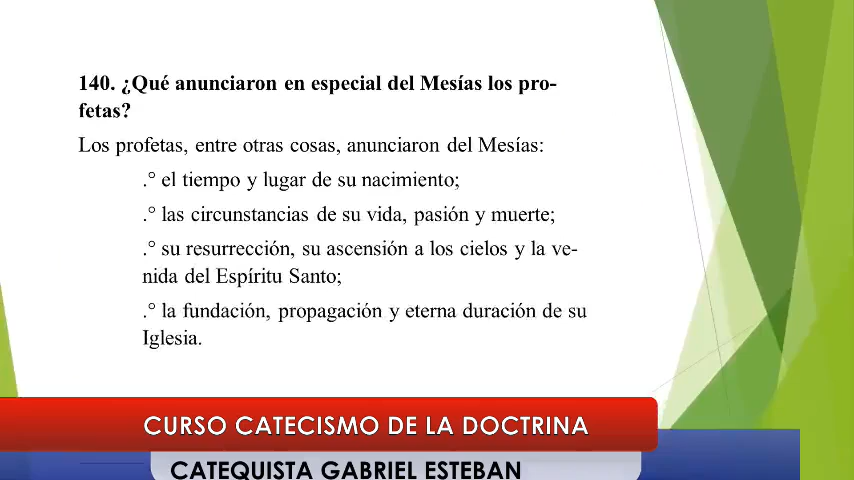 140. ¿Qué anunciaron en especial del Mesías los pro-
fetas?
Los profetas, entre otras cosas, anunciaron del Mesías:
.° el tiempo y lugar de su nacimiento;
.° las circunstancias de su vida, pasión y muerte;
.° su resurrección, su ascensión a los cielos y la ve-
nida del Espíritu Santo;
.° la fundación, propagación y eterna duración de su
Iglesia.
CURSO CATECISMO DE LA DOCTRINA
CATEQUISTA GABRIEL ESTEBAN